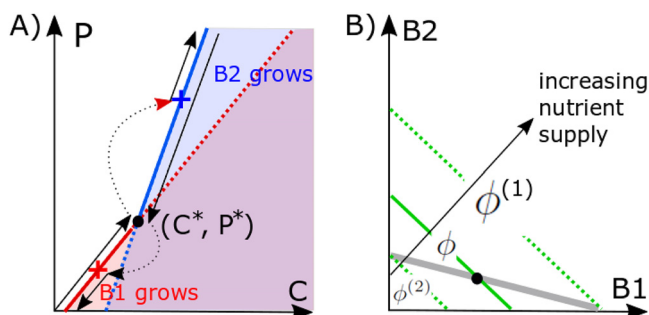 A)
P
B2 grows
(C*, P*)
B1 grows
C
B)
B2
increasing
nutrient
supply
ϕ(1)
ϕ
ϕ(2)
B1